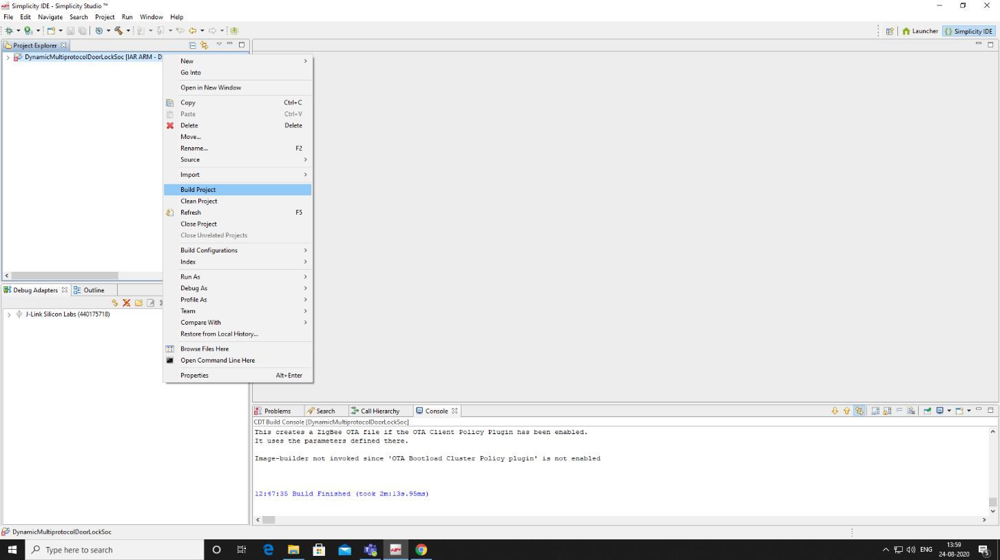 Simplicity IDE - Simplicity Studio ™
File Edit Navigate Search Project Run Window Help
Launcher Simplicity IDE
Project Explorer
DynamicMultiprotocolDoorLockSoc [IAR ARM - D
New
Go Into
Open in New Window
Copy Ctrl+C
Paste Ctrl+V
Delete Delete
Move...
Rename... F2
Source
Import
Build Project
Clean Project
Refresh F5
Close Project
Close Unrelated Projects
Build Configurations
Index
Run As
Debug As
Profile As
Team
Compare With
Restore from Local History...
Browse Files Here
Open Command Line Here
Properties Alt+Enter
Debug Adapters Outline
J-Link Silicon Labs (440175718)
Problems Search Call Hierarchy Console
CDT Build Console [DynamicMultiprotocolDoorLockSoc]
This creates a ZigBee OTA file if the OTA Client Policy Plugin has been enabled.
It uses the parameters defined there.
Image-builder not invoked since 'OTA Bootload Cluster Policy plugin' is not enabled
12:47:35 Build Finished (took 2m:13s.95ms)
DynamicMultiprotocolDoorLockSoc
Type here to search
ENG
13:59
24-08-2020
5